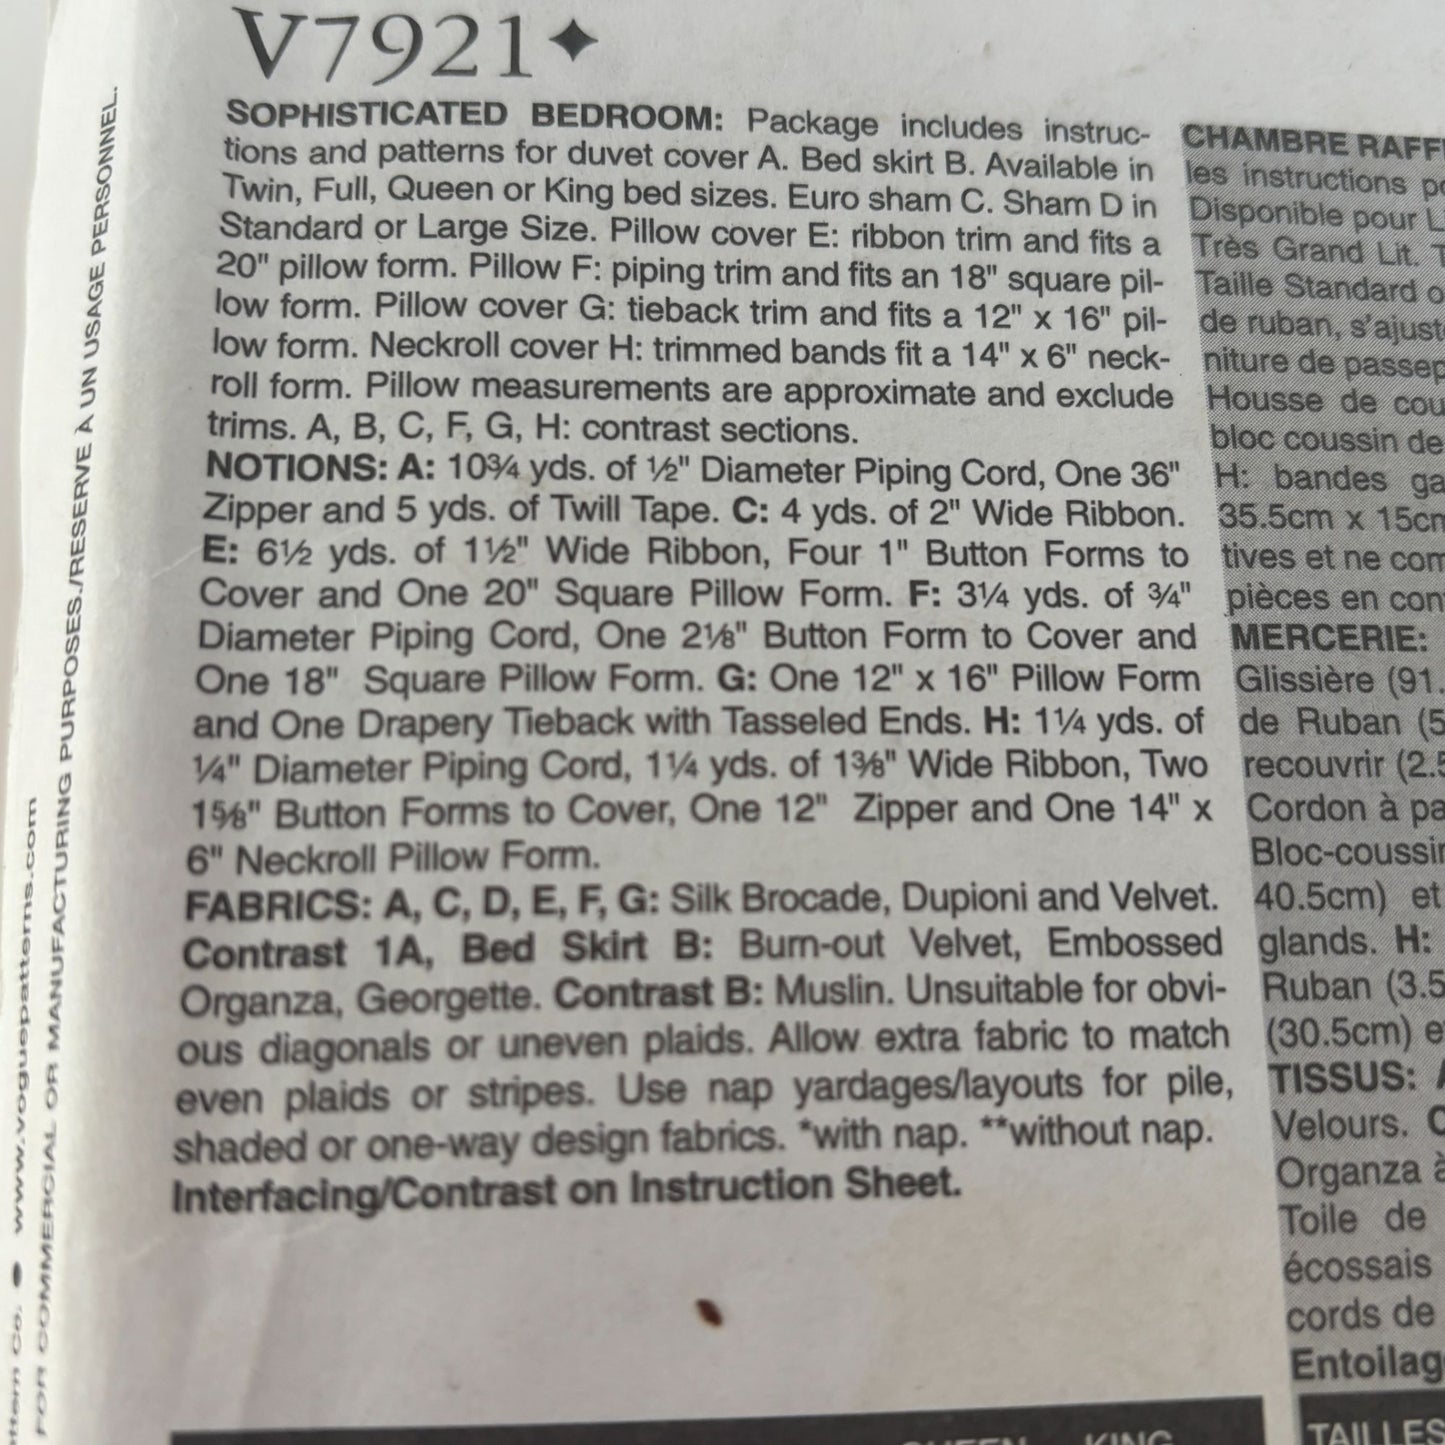 V7921✦
SOPHISTICATED BEDROOM: Package includes instruc-
tions and patterns for duvet cover A. Bed skirt B. Available in
Twin, Full, Queen or King bed sizes. Euro sham C. Sham D in
Standard or Large Size. Pillow cover E: ribbon trim and fits a
20" pillow form. Pillow F: piping trim and fits an 18" square pil-
low form. Pillow cover G: tieback trim and fits a 12" x 16" pil-
low form. Neckroll cover H: trimmed bands fit a 14" x 6" neck-
roll form. Pillow measurements are approximate and exclude
trims. A, B, C, F, G, H: contrast sections.
NOTIONS: A: 10¾ yds. of ½" Diameter Piping Cord, One 36"
Zipper and 5 yds. of Twill Tape. C: 4 yds. of 2" Wide Ribbon.
E: 6½ yds. of 1½" Wide Ribbon, Four 1" Button Forms to
Cover and One 20" Square Pillow Form. F: 3¼ yds. of ¾"
Diameter Piping Cord, One 2⅛" Button Form to Cover and
One 18" Square Pillow Form. G: One 12" x 16" Pillow Form
and One Drapery Tieback with Tasseled Ends. H: 1¼ yds. of
¼" Diameter Piping Cord, 1¼ yds. of 1⅜" Wide Ribbon, Two
1⅝" Button Forms to Cover, One 12" Zipper and One 14" x
6" Neckroll Pillow Form.
FABRICS: A, C, D, E, F, G: Silk Brocade, Dupioni and Velvet.
Contrast 1A, Bed Skirt B: Burn-out Velvet, Embossed
Organza, Georgette. Contrast B: Muslin. Unsuitable for obvi-
ous diagonals or uneven plaids. Allow extra fabric to match
even plaids or stripes. Use nap yardages/layouts for pile,
shaded or one-way design fabrics. *with nap. **without nap.
Interfacing/Contrast on Instruction Sheet.
CHAMBRE RAFFI
les instructions po
Disponible pour L
Très Grand Lit. T
Taille Standard o
de ruban, s'ajust
niture de passep
Housse de cou
bloc coussin de
H: bandes ga
35.5cm x 15cm
tives et ne com
pièces en con
MERCERIE:
Glissière (91.
de Ruban (5
recouvrir (2.5
Cordon à pa
Bloc-coussin
40.5cm) et
glands. H:
Ruban (3.5
(30.5cm) e
TISSUS: A
Velours. C
Organza à
Toile de
écossais
cords de
Entoilag
TAILLES
QUEEN KING
ttern Co. ● www.voguepatterns.com
FOR COMMERCIAL OR MANUFACTURING PURPOSES./RESERVE À UN USAGE PERSONNEL.